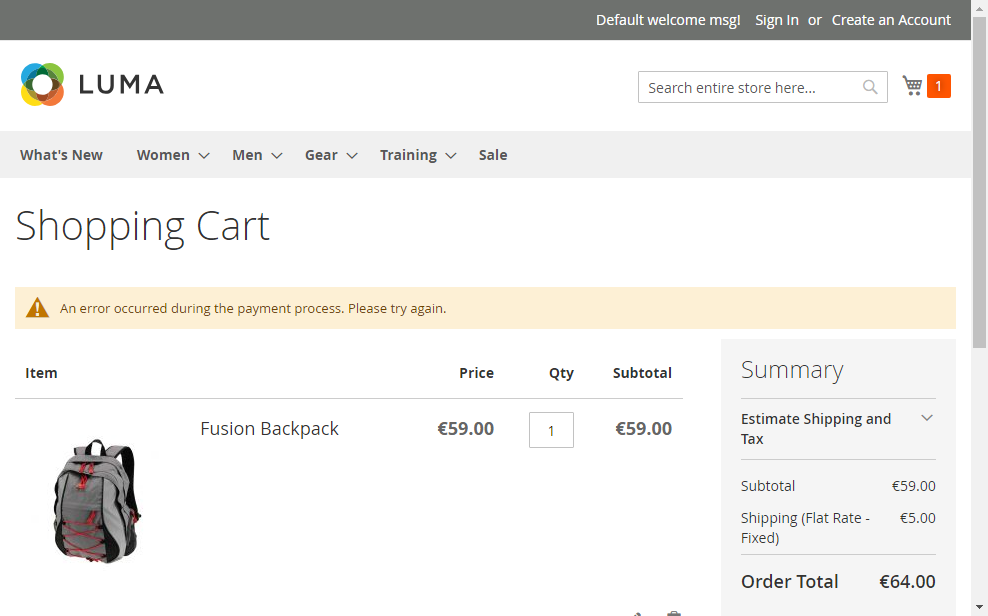 Default welcome msg! Sign In or Create an Account
LUMA
Search entire store here...
1
What's New Women Men Gear Training Sale
Shopping Cart
An error occurred during the payment process. Please try again.
Item Price Qty Subtotal
Fusion Backpack €59.00 1 €59.00
Summary
Estimate Shipping and
Tax
Subtotal €59.00
Shipping (Flat Rate - €5.00
Fixed)
Order Total €64.00